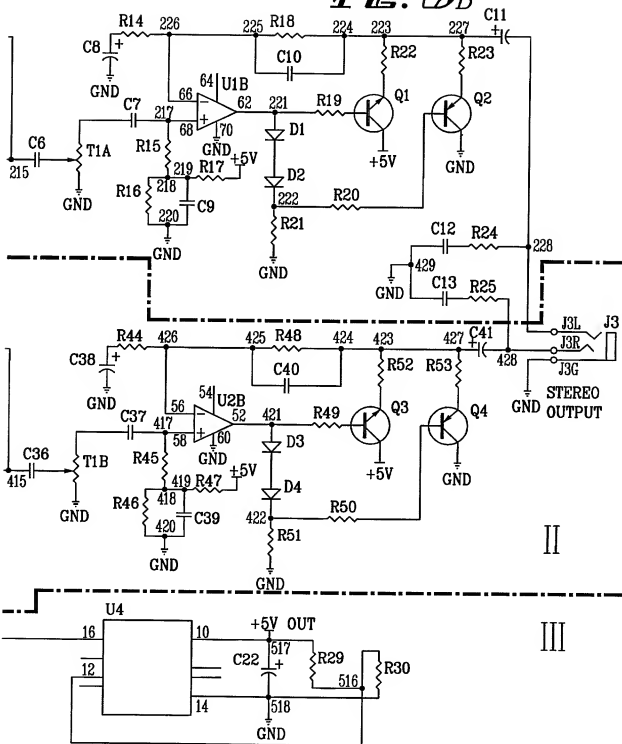 FIG. 5B
R14 226 225 R18 224 223 227 C11
+
C8 + C10 R22 R23
GND
64 U1B
C7 66 - 62 221 R19 Q1 Q2
217 68 + 70
GND D1
C6 R15 +5V
215 T1A 219 R17 +5V GND
218 D2
GND R16 C9 222 R20
220 R21
GND GND
C12 R24 228
429
GND C13 R25
J3L J3
R44 426 425 R48 424 423 427 C41 J3R
+ 428
C38 + C40 R52 R53 J3G
GND
54 U2B GND STEREO
OUTPUT
C37 56 - 52 421 R49 Q3 Q4
417 58 + 60
GND D3
C36 R45 +5V
415 T1B 419 R47 +5V GND
418 D4
GND R46 C39 422 R50
420 R51
GND GND
II
U4
16 10 +5V OUT III
517
12 C22 + R29 516 R30
14 518
GND